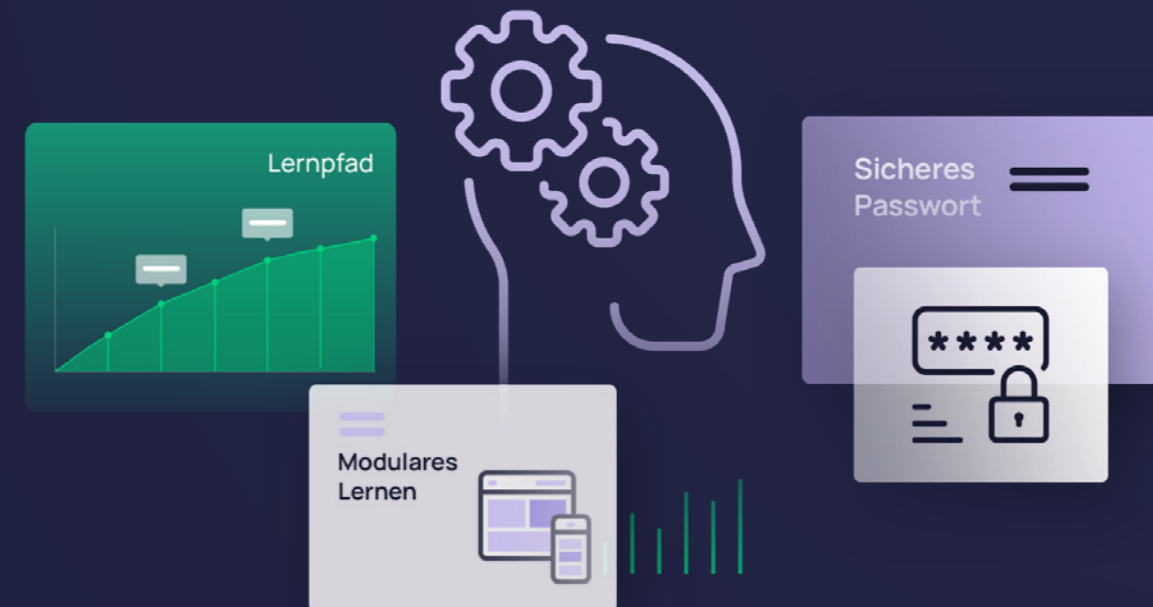 Lernpfad
Sicheres
Passwort
****
Modulares
Lernen